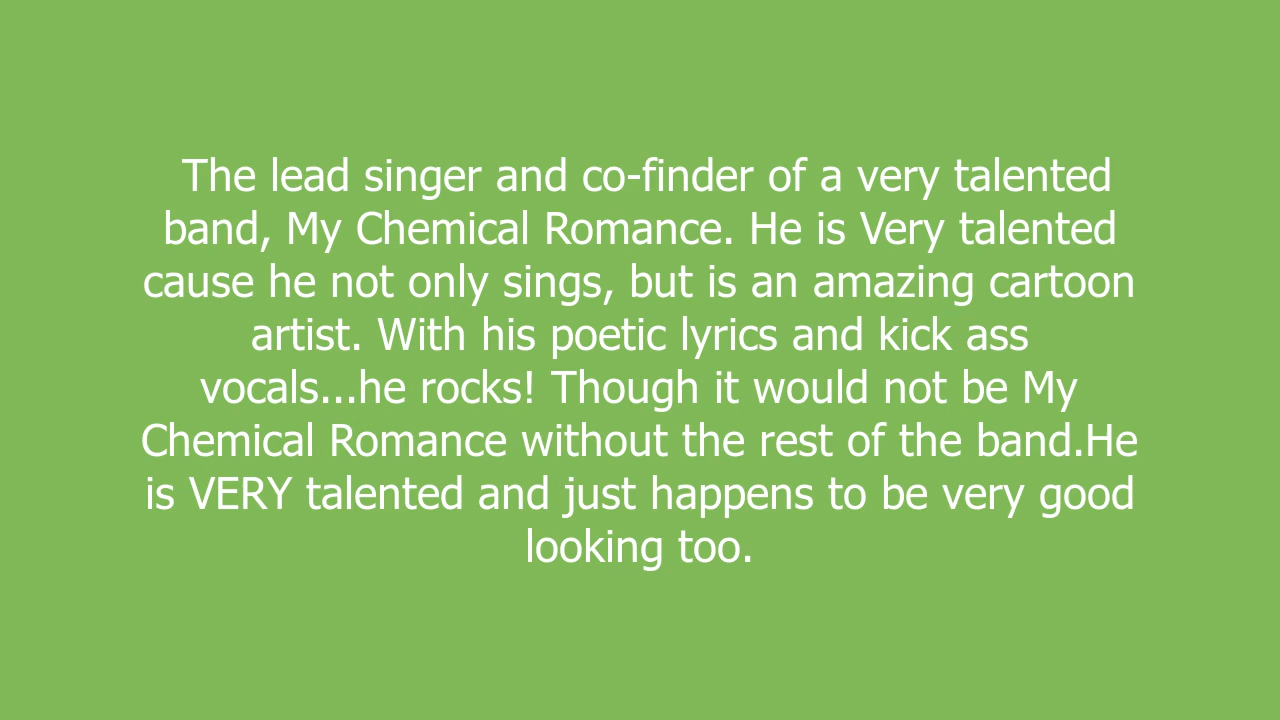 The lead singer and co-finder of a very talented
band, My Chemical Romance. He is Very talented
cause he not only sings, but is an amazing cartoon
artist. With his poetic lyrics and kick ass
vocals...he rocks! Though it would not be My
Chemical Romance without the rest of the band.He
is VERY talented and just happens to be very good
looking too.